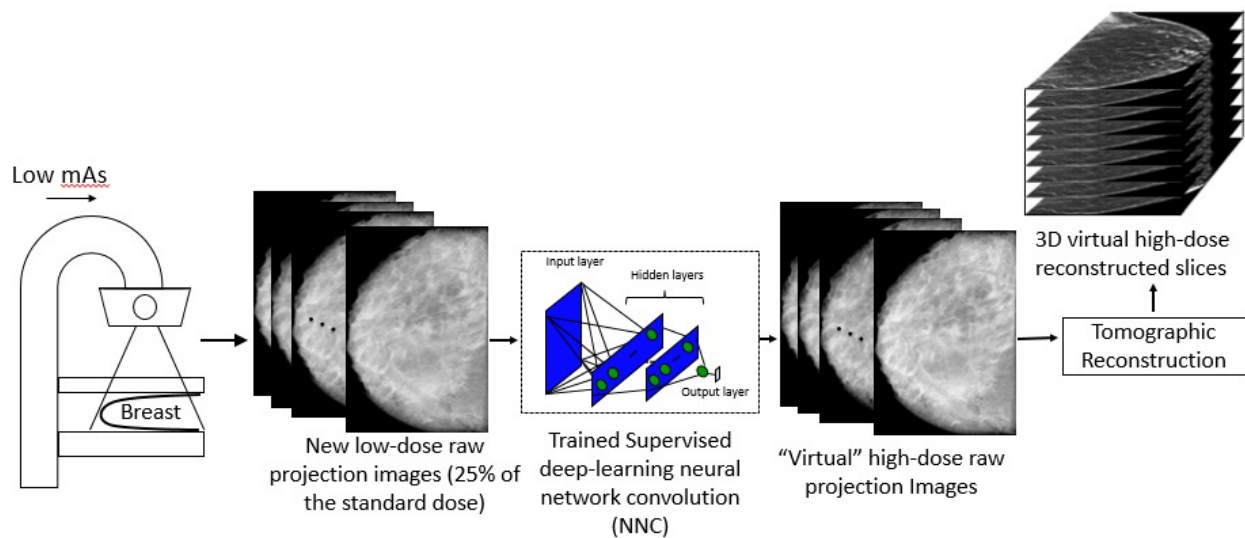 Low mAs
Breast
New low-dose raw
projection images (25% of
the standard dose)
Input layer
Hidden layers
Output layer
Trained Supervised
deep-learning neural
network convolution
(NNC)
“Virtual” high-dose raw
projection Images
Tomographic
Reconstruction
3D virtual high-dose
reconstructed slices